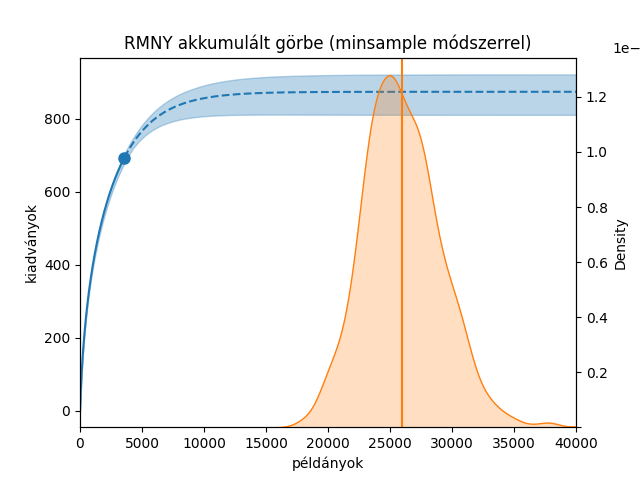 RMNY akkumulált görbe (minsample módszerrel)
1e−
800
600
400
200
0
kiadványok
1.2
1.0
0.8
0.6
0.4
0.2
Density
0 5000 10000 15000 20000 25000 30000 35000 40000
példányok